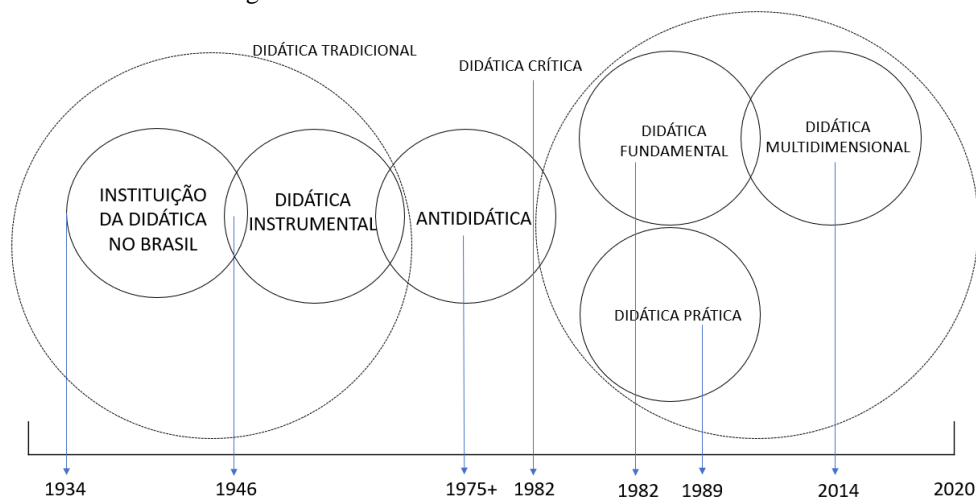 DIDÁTICA TRADICIONAL
DIDÁTICA CRÍTICA
INSTITUIÇÃO
DA DIDÁTICA
NO BRASIL
DIDÁTICA
INSTRUMENTAL
ANTIDIDÁTICA
DIDÁTICA
FUNDAMENTAL
DIDÁTICA
MULTIDIMENSIONAL
DIDÁTICA PRÁTICA
1934
1946
1975+
1982
1982
1989
2014
2020